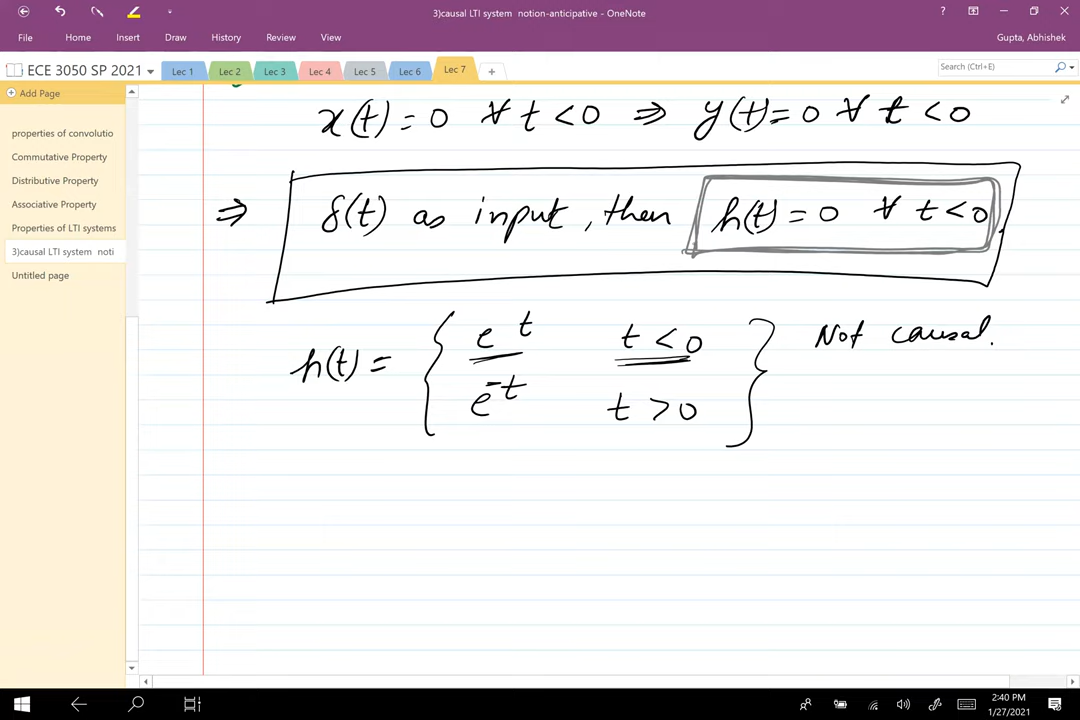 3)causal LTI system notion-anticipative - OneNote
File Home Insert Draw History Review View
Gupta, Abhishek
ECE 3050 SP 2021
Lec 1 Lec 2 Lec 3 Lec 4 Lec 5 Lec 6 Lec 7
Search (Ctrl+E)
Add Page
properties of convolutio
Commutative Property
Distributive Property
Associative Property
Properties of LTI systems
3)causal LTI system noti
Untitled page
x(t) = 0 ∀ t < 0 ⇒ y(t) = 0 ∀ t < 0
⇒ δ(t) as input, then h(t) = 0 ∀ t < 0
h(t) = { e^t t < 0 } Not causal.
e^-t t > 0
2:40 PM
1/27/2021